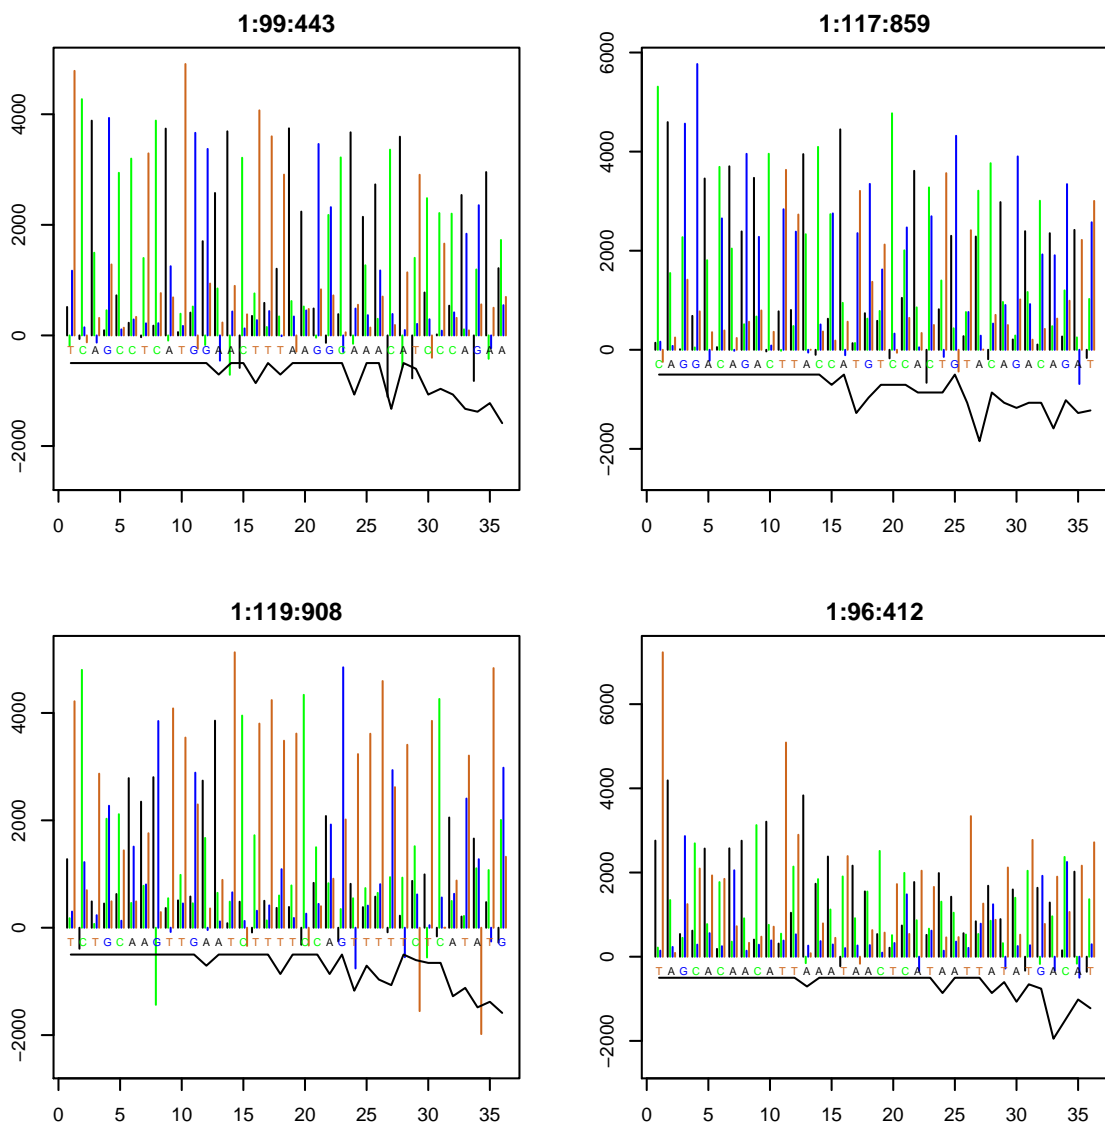 1:99:443
4000
2000
0
−2000
TCAGCCTCATGGAACTTTAAGGCAAACATCCCAGAA
0 5 10 15 20 25 30 35
1:117:859
6000
4000
2000
0
−2000
CAGGACAGACTTACCATGTCCACTGTACAGACAGAT
0 5 10 15 20 25 30 35
1:119:908
4000
2000
0
−2000
TCTGCAAGTTGAATCTTTTCCAGTTTTTCTCATATG
0 5 10 15 20 25 30 35
1:96:412
6000
4000
2000
0
−2000
TAGCACAACATTAAATAACTCATAATTATATGACAT
0 5 10 15 20 25 30 35